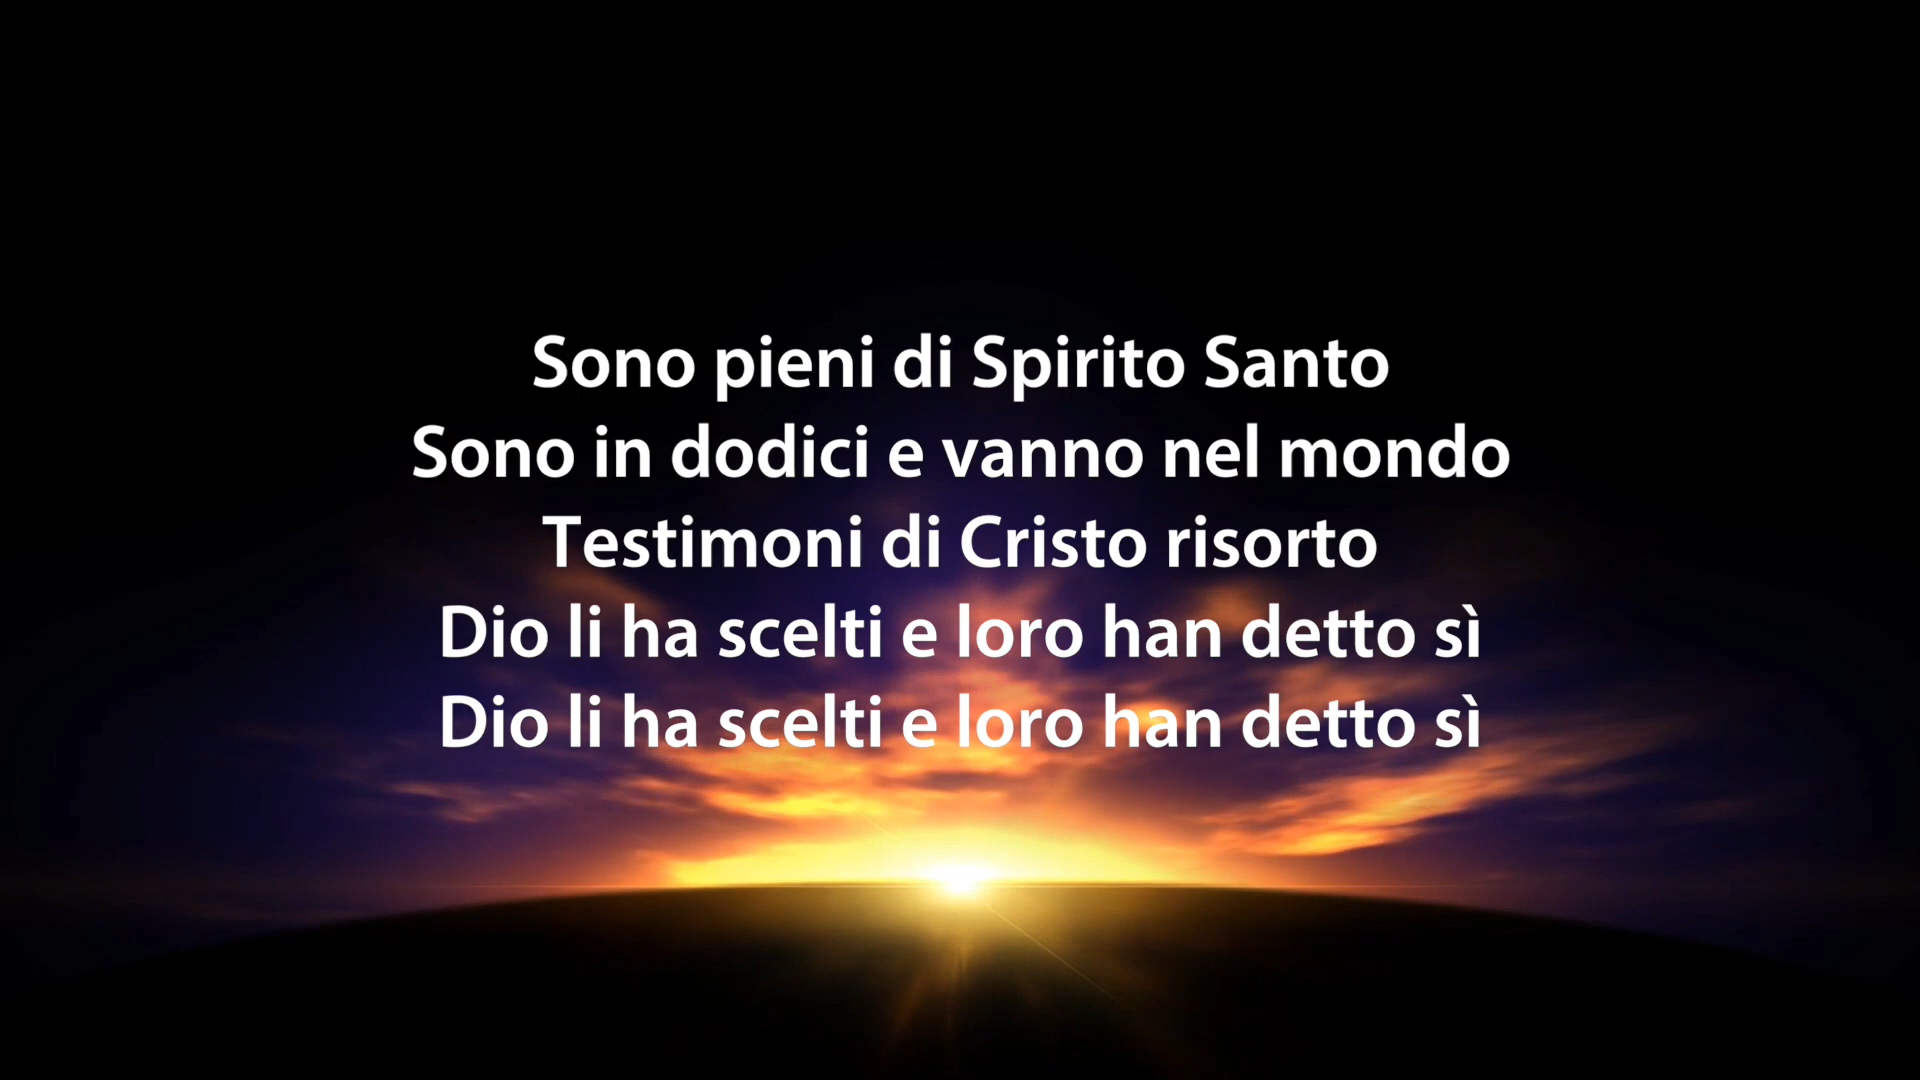 Sono pieni di Spirito Santo
Sono in dodici e vanno nel mondo
Testimoni di Cristo risorto
Dio li ha scelti e loro han detto sì
Dio li ha scelti e loro han detto sì